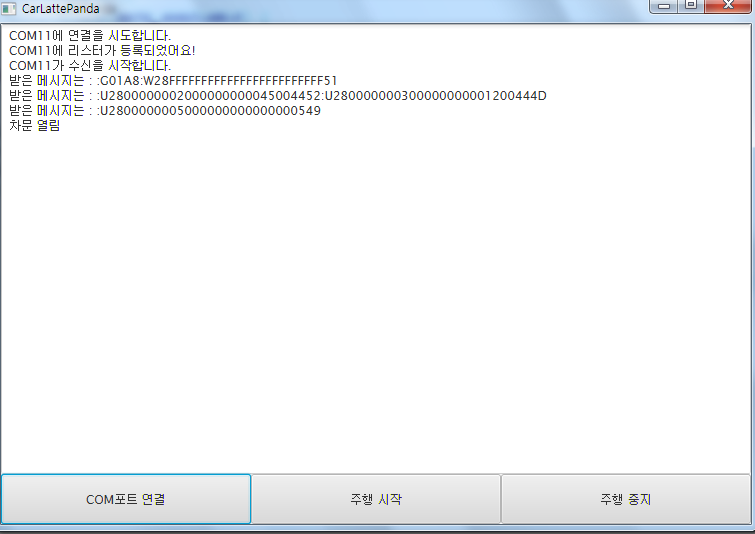 CarLattePanda
COM11에 연결을 시도합니다.
COM11에 리스터가 등록되었어요!
COM11가 수신을 시작합니다.
받은 메시지는 : :G01A8:W28FFFFFFFFFFFFFFFFFFFFFFFF51
받은 메시지는 : :U2800000002000000000045004452:U280000000300000000001200444D
받은 메시지는 : :U2800000005000000000000000549
차문 열림
COM포트 연결
주행 시작
주행 중지